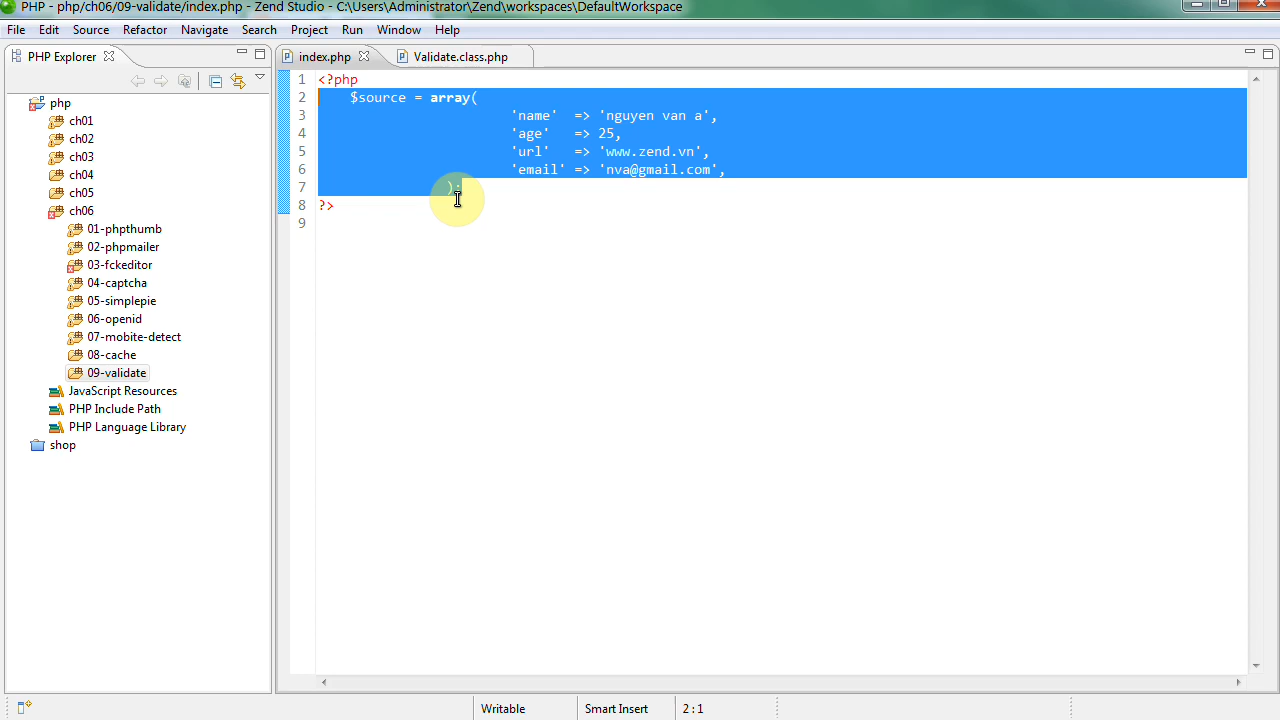 PHP - php/ch06/09-validate/index.php - Zend Studio - C:\Users\Administrator\Zend\workspaces\DefaultWorkspace
File Edit Source Refactor Navigate Search Project Run Window Help
PHP Explorer
index.php
Validate.class.php
php
ch01
ch02
ch03
ch04
ch05
ch06
01-phpthumb
02-phpmailer
03-fckeditor
04-captcha
05-simplepie
06-openid
07-mobite-detect
08-cache
09-validate
JavaScript Resources
PHP Include Path
PHP Language Library
shop
1 <?php
2 $source = array(
3 'name' => 'nguyen van a',
4 'age' => 25,
5 'url' => 'www.zend.vn',
6 'email' => 'nva@gmail.com',
7 );
8 ?>
9
Writable
Smart Insert
2 : 1